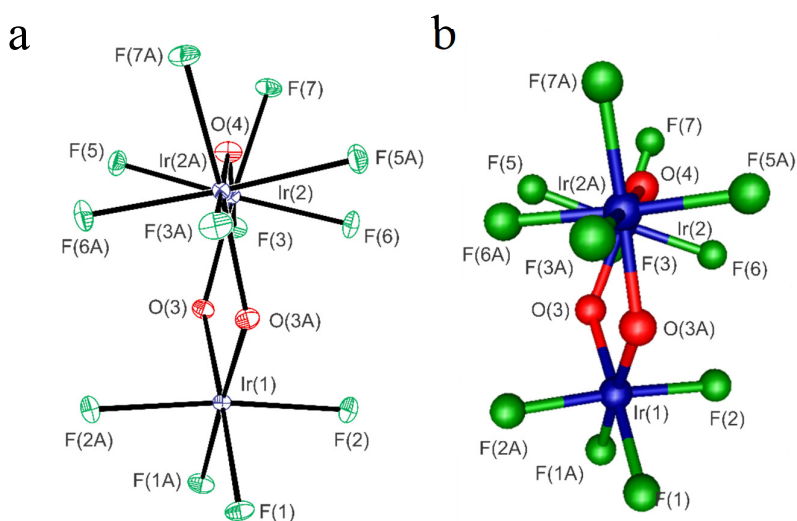 a
F(7A)
F(7)
O(4)
F(5)
Ir(2A)
F(5A)
Ir(2)
F(6A)
F(3A)
F(3)
F(6)
O(3)
O(3A)
Ir(1)
F(2A)
F(2)
F(1A)
F(1)
b
F(7A)
F(7)
F(5)
O(4)
F(5A)
Ir(2A)
Ir(2)
F(6A)
F(3A)
F(3)
F(6)
O(3)
O(3A)
Ir(1)
F(2)
F(2A)
F(1A)
F(1)